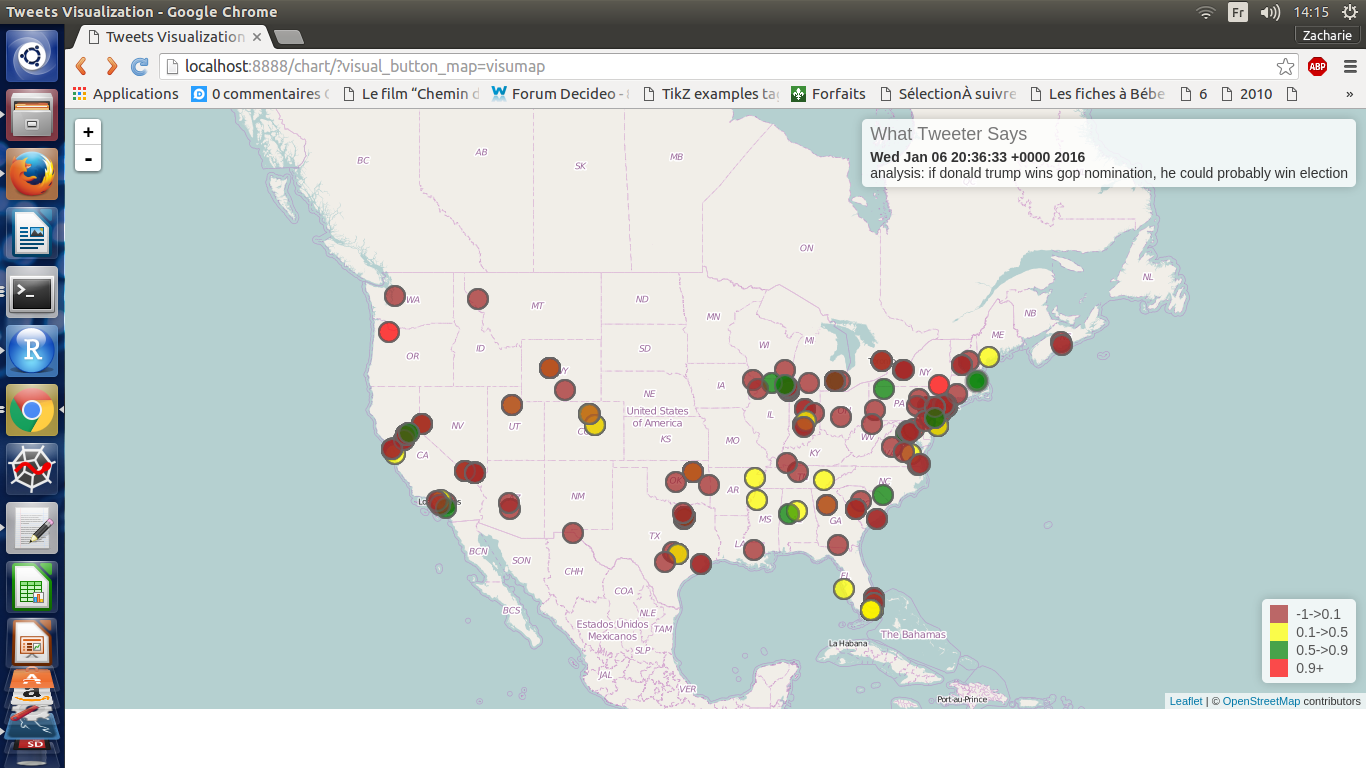 Tweets Visualization - Google Chrome
Fr
14:15
Tweets Visualization
Zacharie
localhost:8888/chart/?visual_button_map=visumap
ABP
Applications
0 commentaires
Le film “Chemin d
Forum Decideo -
TikZ examples tag
Forfaits
SélectionÀ suivre
Les fiches à Bébé
6
2010
»
+
-
What Tweeter Says
Wed Jan 06 20:36:33 +0000 2016
analysis: if donald trump wins gop nomination, he could probably win election
BC
AB
SK
MB
ON
NL
NB
ME
WA
MT
ND
MN
OR
ID
SD
WI
MI
NY
WY
IA
NE
PA
NV
UT
United States
of America
IL
CA
KS
MO
KY
WV
OK
AR
NC
NM
MS
GA
TX
LA
FL
BCN
SON
CHH
COA
BCS
NLE
TAM
Estados Unidos
Mexicanos
SLP
JAL
VER
The Bahamas
La Habana
Port-au-Prince
-1->0.1
0.1->0.5
0.5->0.9
0.9+
Leaflet | © OpenStreetMap contributors
R
a
SD